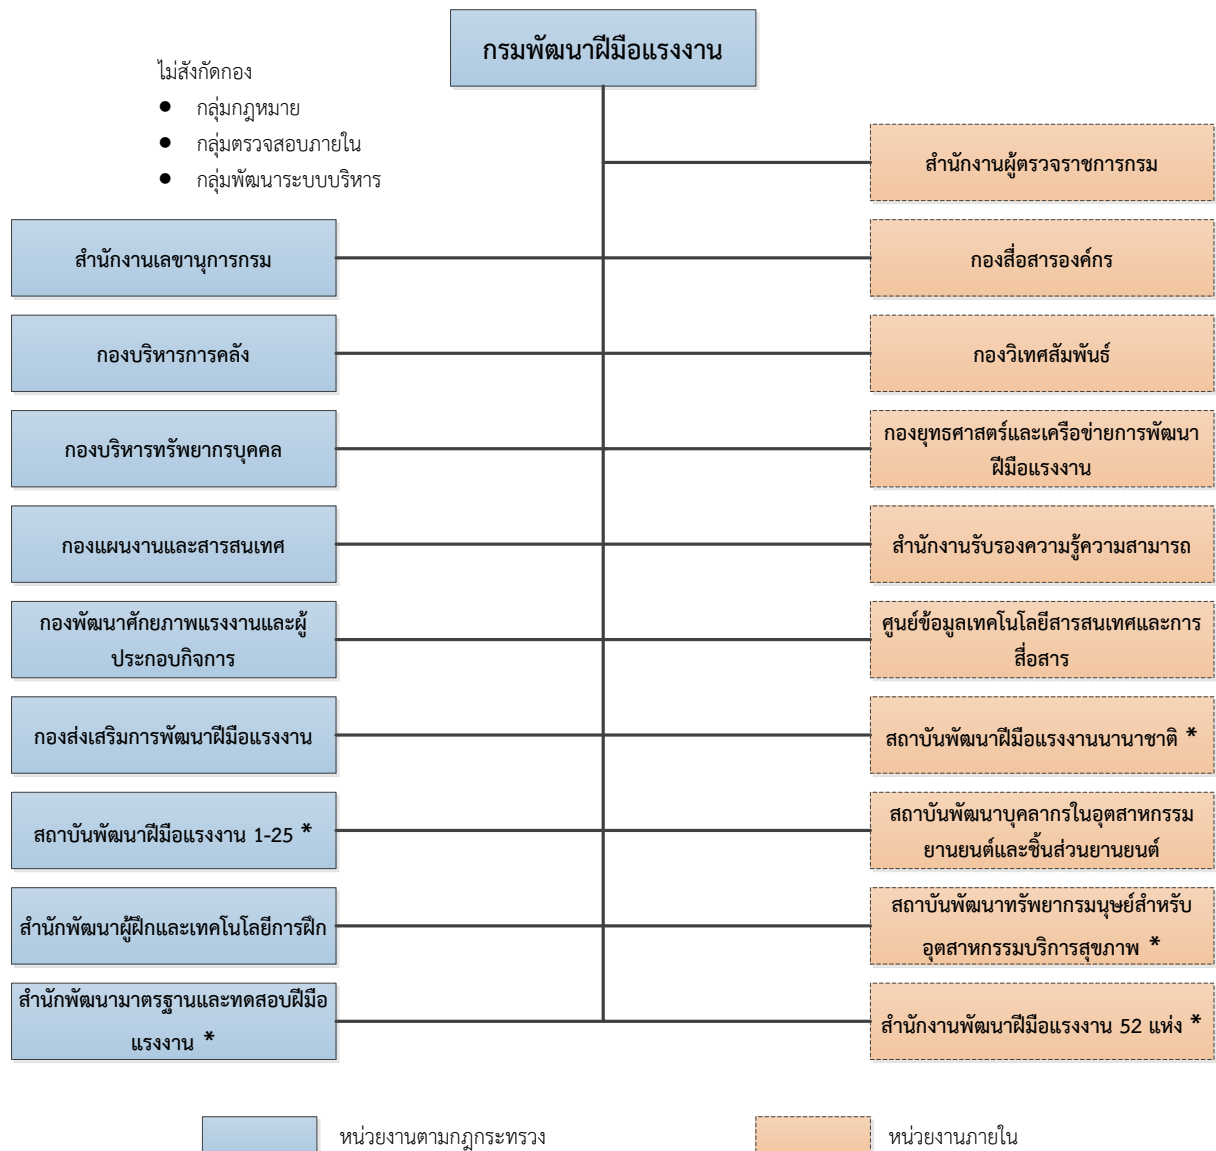 กรมพัฒนาฝีมือแรงงาน
ไม่สังกัดกอง
● กลุ่มกฎหมาย
● กลุ่มตรวจสอบภายใน
● กลุ่มพัฒนาระบบบริหาร
สำนักงานผู้ตรวจราชการกรม
สำนักงานเลขานุการกรม
กองสื่อสารองค์กร
กองบริหารการคลัง
กองวิเทศสัมพันธ์
กองบริหารทรัพยากรบุคคล
กองยุทธศาสตร์และเครือข่ายการพัฒนา
ฝีมือแรงงาน
กองแผนงานและสารสนเทศ
สำนักงานรับรองความรู้ความสามารถ
กองพัฒนาศักยภาพแรงงานและผู้
ประกอบกิจการ
ศูนย์ข้อมูลเทคโนโลยีสารสนเทศและการ
สื่อสาร
กองส่งเสริมการพัฒนาฝีมือแรงงาน
สถาบันพัฒนาฝีมือแรงงานนานาชาติ *
สถาบันพัฒนาฝีมือแรงงาน 1-25 *
สถาบันพัฒนาบุคลากรในอุตสาหกรรม
ยานยนต์และชิ้นส่วนยานยนต์
สำนักพัฒนาผู้ฝึกและเทคโนโลยีการฝึก
สถาบันพัฒนาทรัพยากรมนุษย์สำหรับ
อุตสาหกรรมบริการสุขภาพ *
สำนักพัฒนามาตรฐานและทดสอบฝีมือ
แรงงาน *
สำนักงานพัฒนาฝีมือแรงงาน 52 แห่ง *
หน่วยงานตามกฎกระทรวง
หน่วยงานภายใน